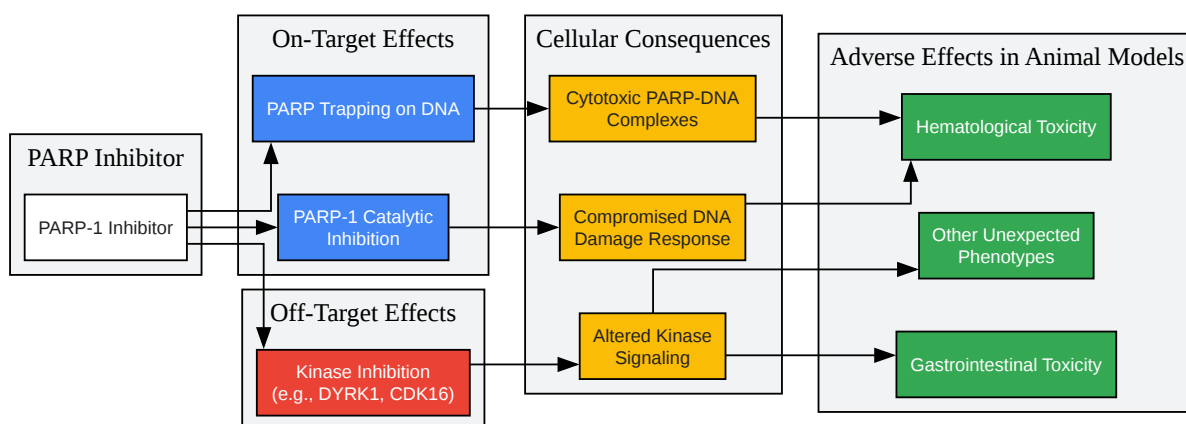 PARP Inhibitor
PARP-1 Inhibitor
On-Target Effects
PARP Trapping on DNA
PARP-1 Catalytic
Inhibition
Off-Target Effects
Kinase Inhibition
(e.g., DYRK1, CDK16)
Cellular Consequences
Cytotoxic PARP-DNA
Complexes
Compromised DNA
Damage Response
Altered Kinase
Signaling
Adverse Effects in Animal Models
Hematological Toxicity
Other Unexpected
Phenotypes
Gastrointestinal Toxicity